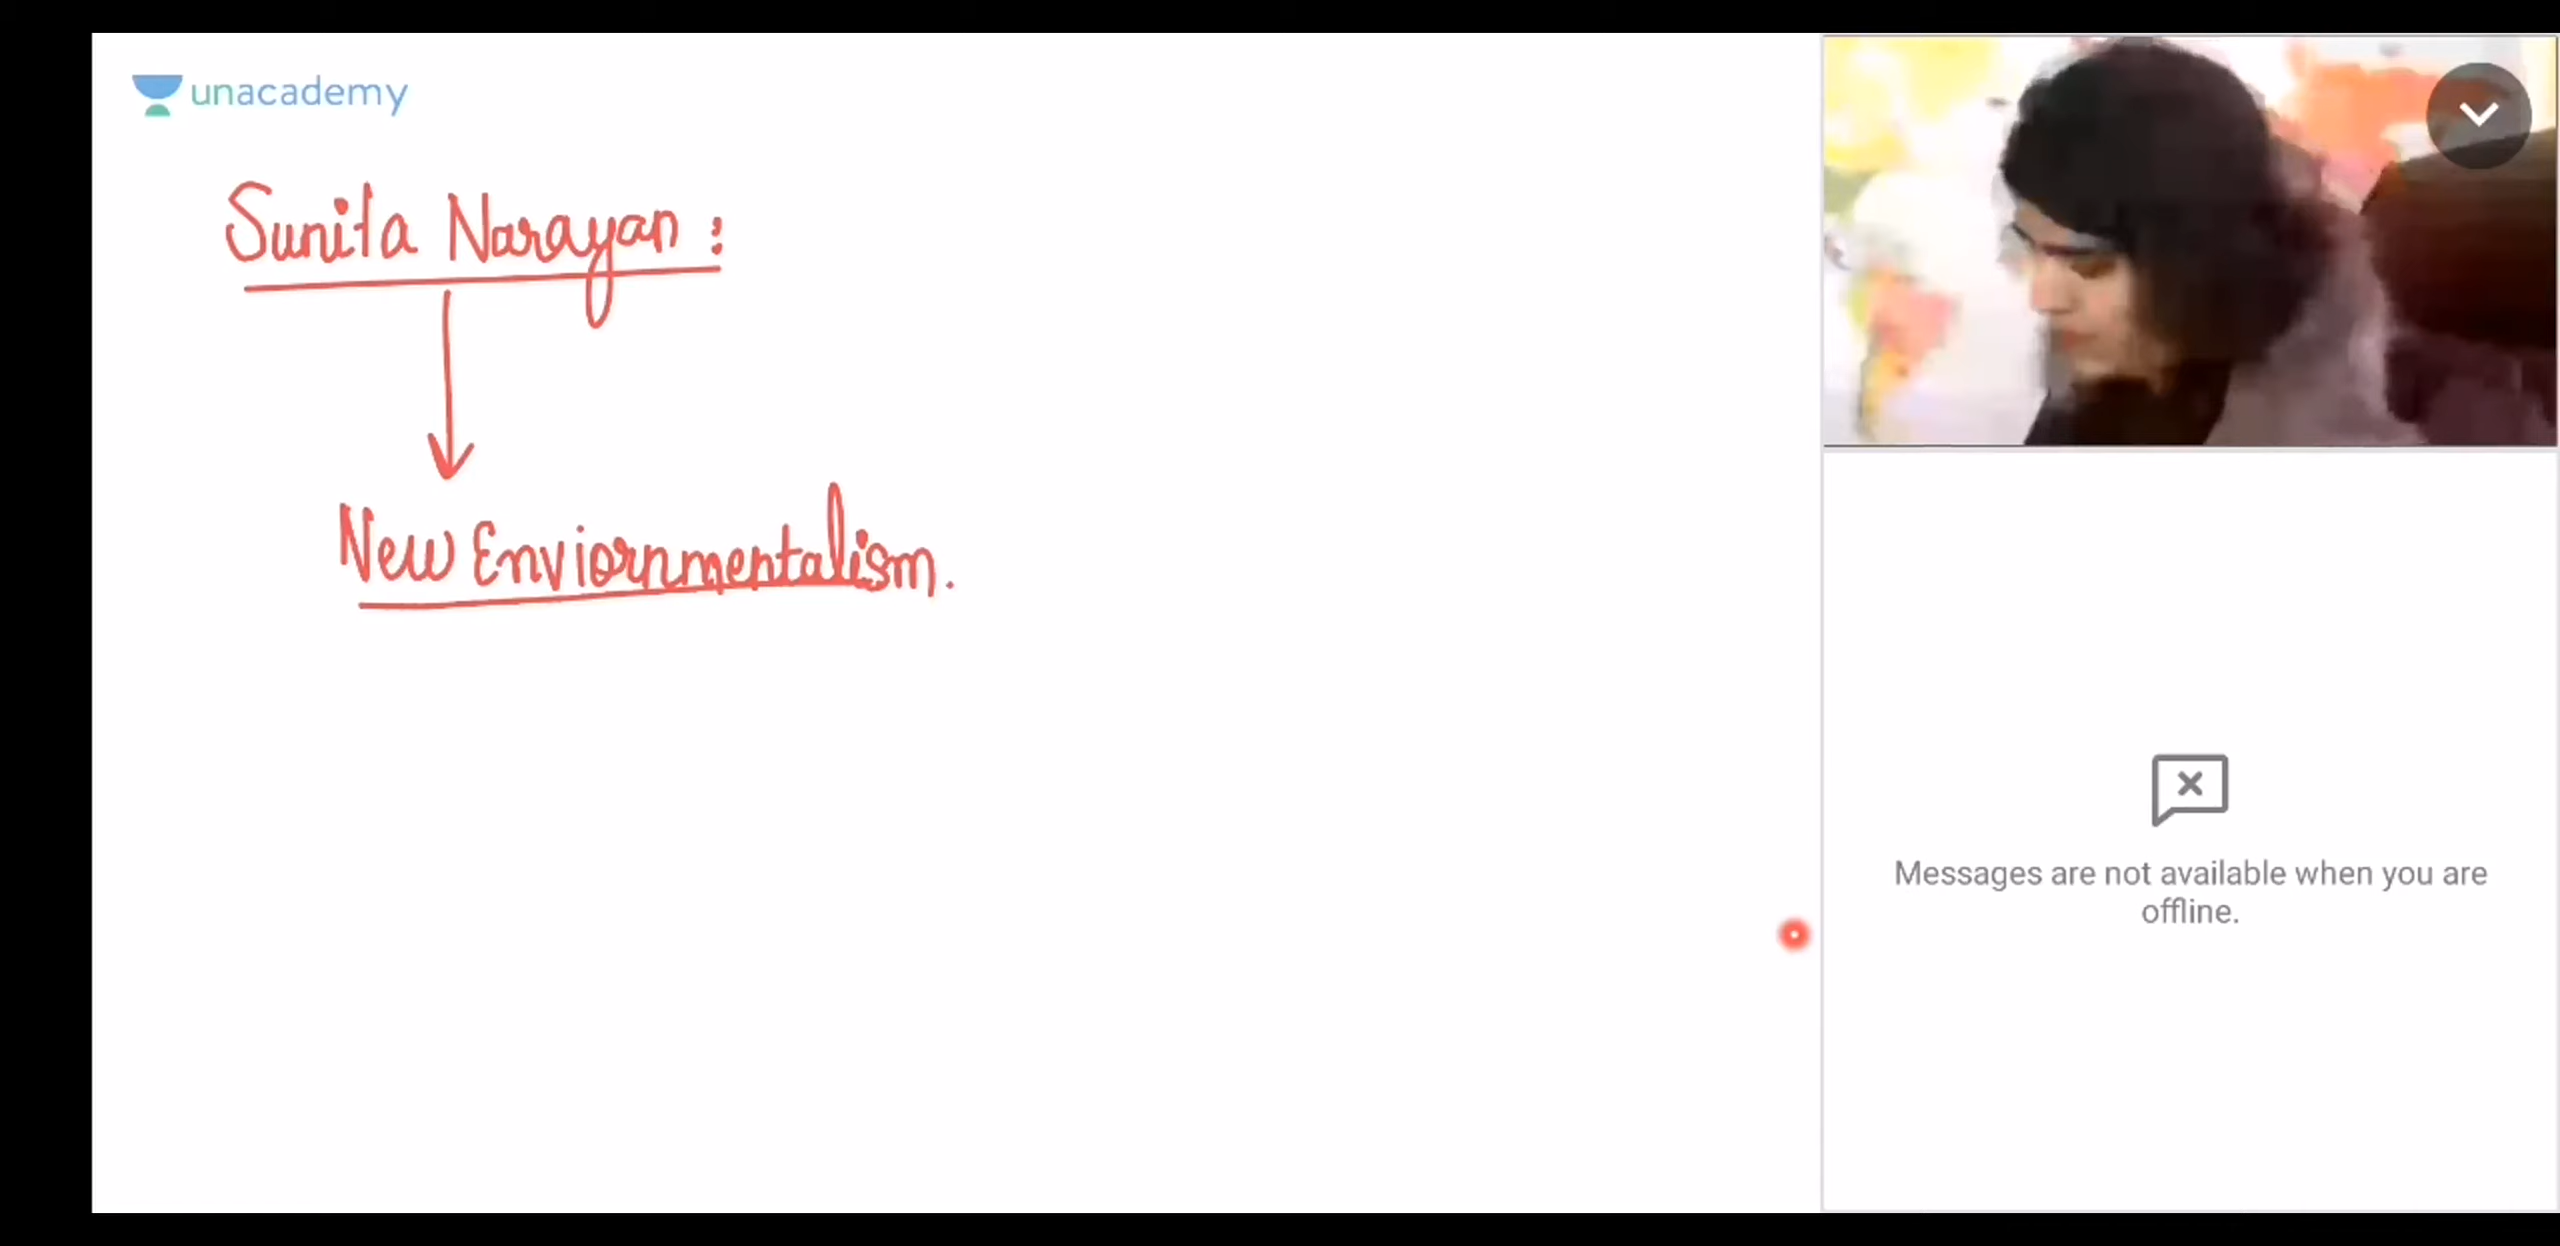 unacademy
Sunita Narayan :
New Enviornmentalism.
Messages are not available when you are
offline.